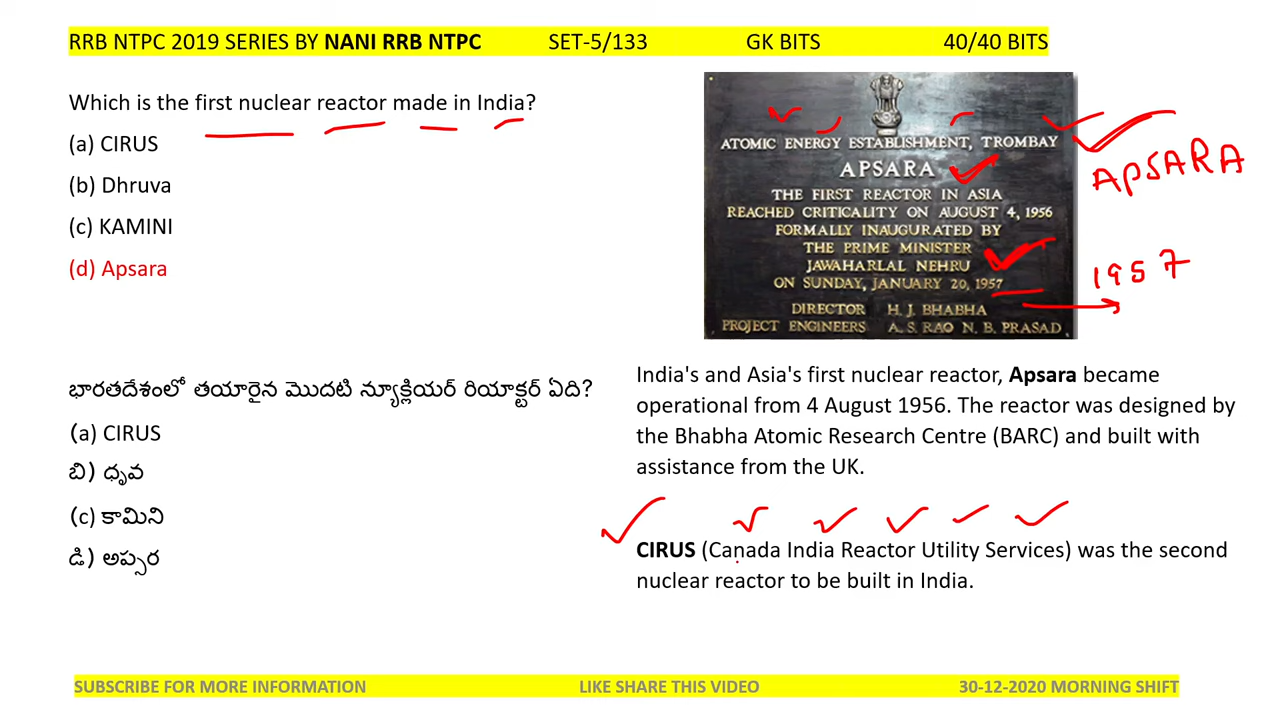 RRB NTPC 2019 SERIES BY NANI RRB NTPC SET-5/133 GK BITS 40/40 BITS
Which is the first nuclear reactor made in India?
(a) CIRUS
(b) Dhruva
(c) KAMINI
(d) Apsara
ATOMIC ENERGY ESTABLISHMENT, TROMBAY
APSARA
THE FIRST REACTOR IN ASIA
REACHED CRITICALITY ON AUGUST 4, 1956
FORMALLY INAUGURATED BY
THE PRIME MINISTER
JAWAHARLAL NEHRU
ON SUNDAY, JANUARY 20, 1957
DIRECTOR H. J. BHABHA
PROJECT ENGINEERS A. S. RAO N. B. PRASAD
APSARA
1957
భారతదేశంలో తయారైన మొదటి న్యూక్లియర్ రియాక్టర్ ఏది?
(a) CIRUS
బి) ధృవ
(c) కామిని
డి) అప్సర
India's and Asia's first nuclear reactor, Apsara became
operational from 4 August 1956. The reactor was designed by
the Bhabha Atomic Research Centre (BARC) and built with
assistance from the UK.
CIRUS (Canada India Reactor Utility Services) was the second
nuclear reactor to be built in India.
SUBSCRIBE FOR MORE INFORMATION LIKE SHARE THIS VIDEO 30-12-2020 MORNING SHIFT